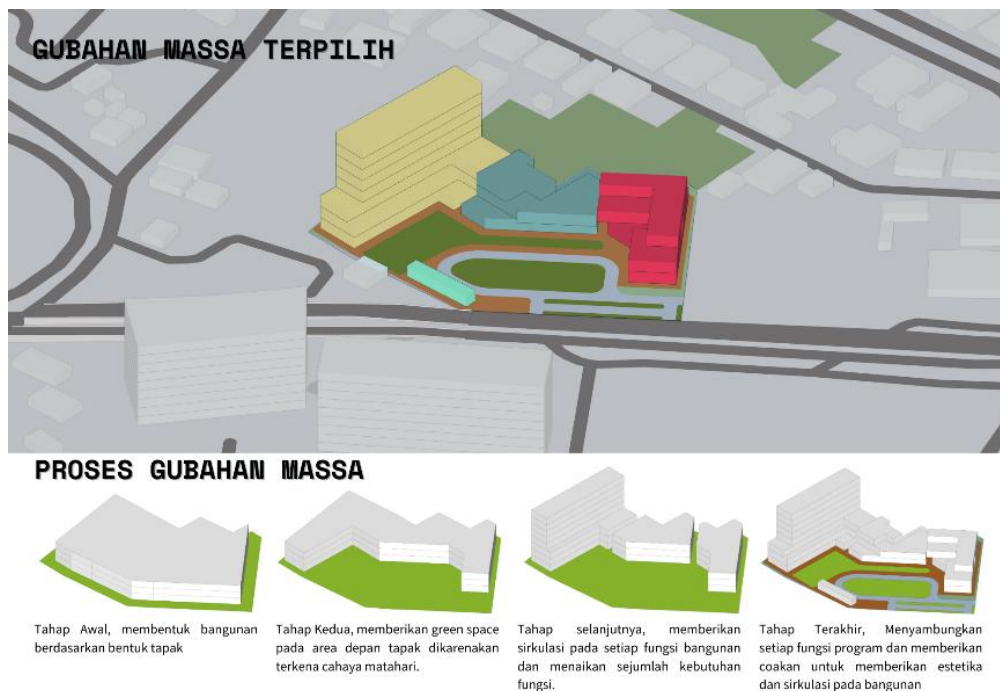 GUBAHAN MASSA TERPILIH
PROSES GUBAHAN MASSA
Tahap Awal, membentuk bangunan
berdasarkan bentuk tapak
Tahap Kedua, memberikan green space
pada area depan tapak dikarenakan
terkena cahaya matahari.
Tahap selanjutnya, memberikan
sirkulasi pada setiap fungsi bangunan
dan menaikan sejumlah kebutuhan
fungsi.
Tahap Terakhir, Menyambungkan
setiap fungsi program dan memberikan
coakan untuk memberikan estetika
dan sirkulasi pada bangunan